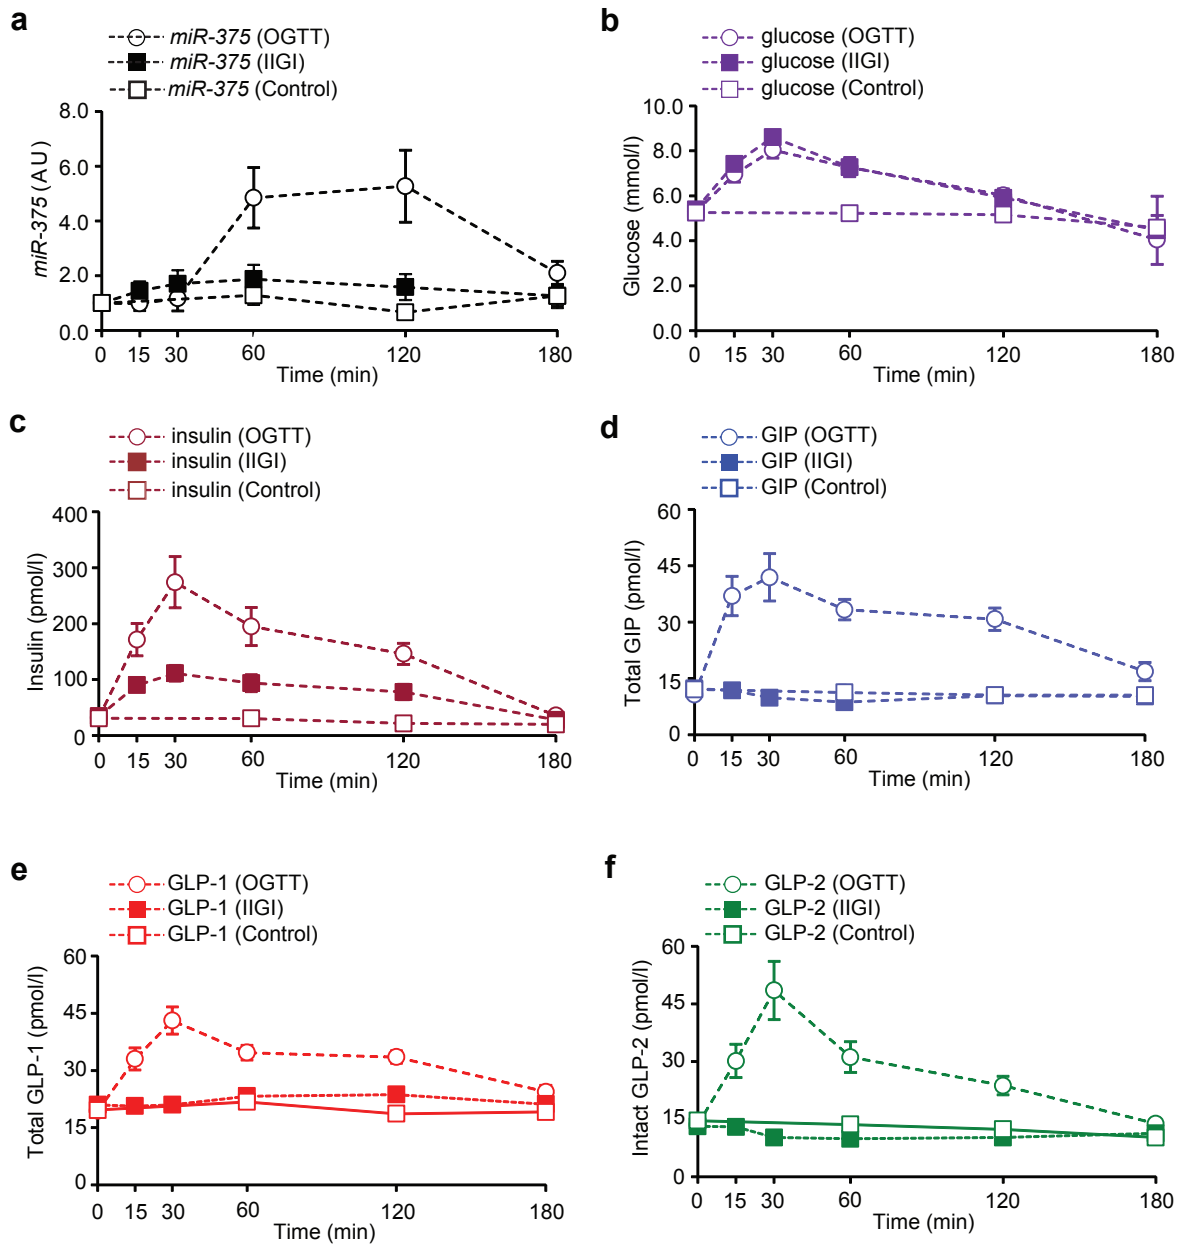 a
miR-375 (OGTT)
miR-375 (IIGI)
miR-375 (Control)
8.0
6.0
4.0
2.0
0.0
miR-375 (AU)
0 15 30 60 120 180
Time (min)
b
glucose (OGTT)
glucose (IIGI)
glucose (Control)
10.0
8.0
6.0
4.0
2.0
0.0
Glucose (mmol/l)
0 15 30 60 120 180
Time (min)
c
insulin (OGTT)
insulin (IIGI)
insulin (Control)
400
300
200
100
0
Insulin (pmol/l)
0 15 30 60 120 180
Time (min)
d
GIP (OGTT)
GIP (IIGI)
GIP (Control)
60
45
30
15
0
Total GIP (pmol/l)
0 15 30 60 120 180
Time (min)
e
GLP-1 (OGTT)
GLP-1 (IIGI)
GLP-1 (Control)
60
45
30
15
0
Total GLP-1 (pmol/l)
0 15 30 60 120 180
Time (min)
f
GLP-2 (OGTT)
GLP-2 (IIGI)
GLP-2 (Control)
60
45
30
15
0
Intact GLP-2 (pmol/l)
0 15 30 60 120 180
Time (min)